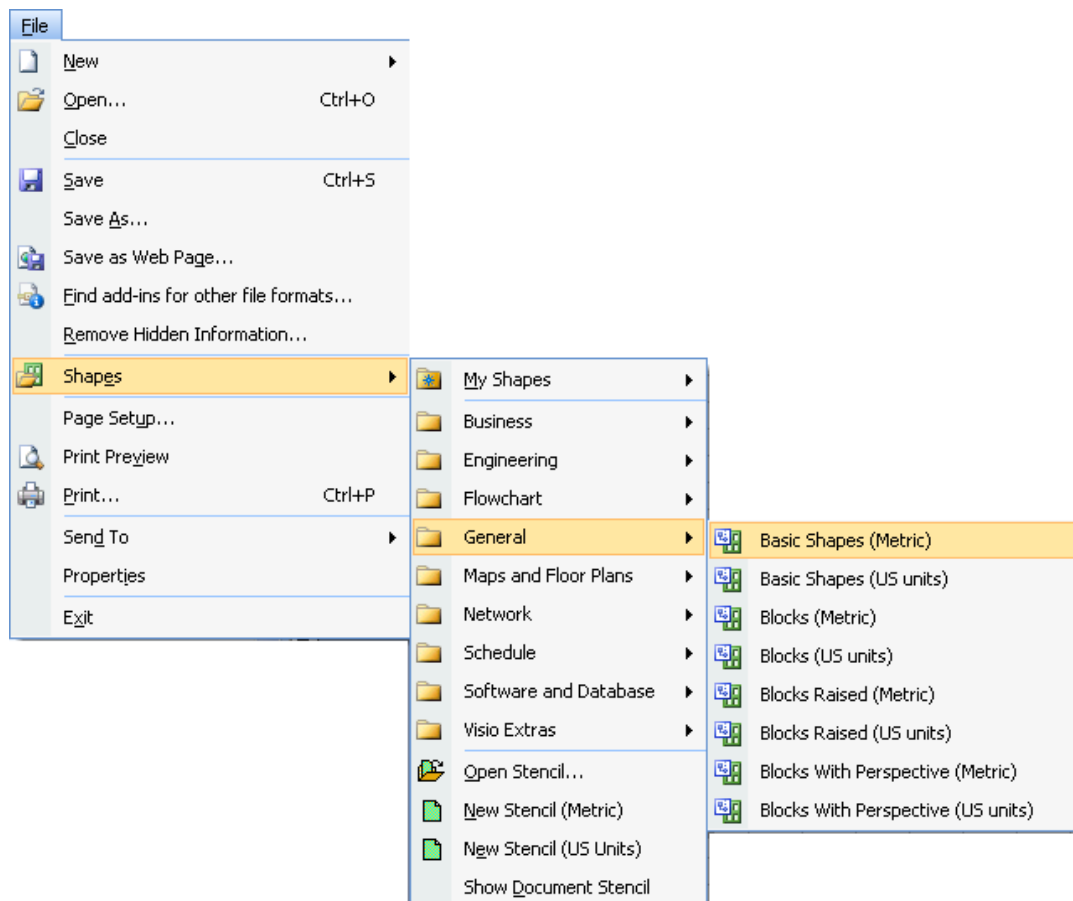 File
New
Open... Ctrl+O
Close
Save Ctrl+S
Save As...
Save as Web Page...
Find add-ins for other file formats...
Remove Hidden Information...
Shapes
Page Setup...
Print Preview
Print... Ctrl+P
Send To
Properties
Exit
My Shapes
Business
Engineering
Flowchart
General
Maps and Floor Plans
Network
Schedule
Software and Database
Visio Extras
Open Stencil...
New Stencil (Metric)
New Stencil (US Units)
Show Document Stencil
Basic Shapes (Metric)
Basic Shapes (US units)
Blocks (Metric)
Blocks (US units)
Blocks Raised (Metric)
Blocks Raised (US units)
Blocks With Perspective (Metric)
Blocks With Perspective (US units)